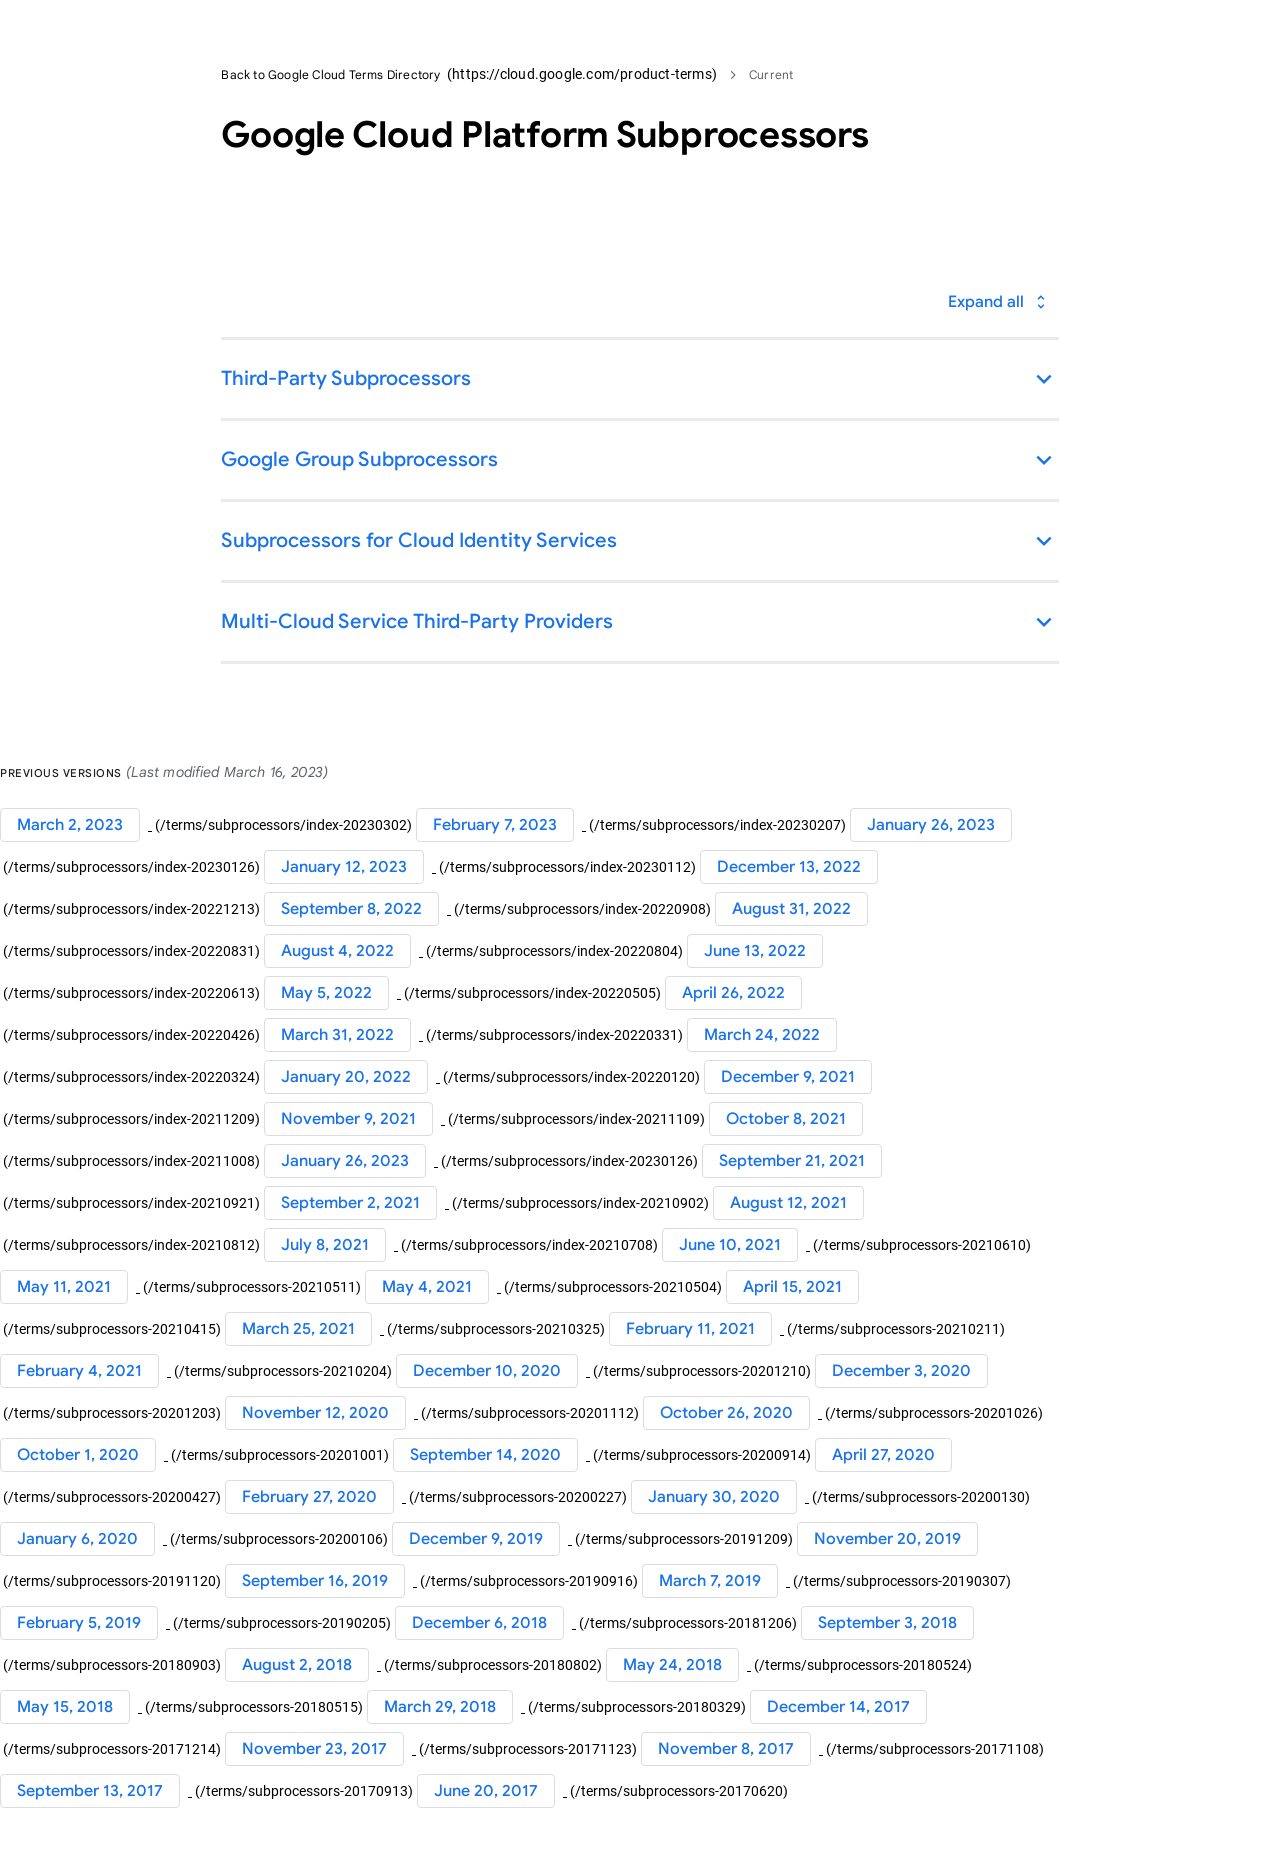 Back to Google Cloud Terms Directory (https://cloud.google.com/product-terms) > Current
Google Cloud Platform Subprocessors
Expand all
Third-Party Subprocessors
Google Group Subprocessors
Subprocessors for Cloud Identity Services
Multi-Cloud Service Third-Party Providers
PREVIOUS VERSIONS (Last modified March 16, 2023)
March 2, 2023 (/terms/subprocessors/index-20230302) February 7, 2023 (/terms/subprocessors/index-20230207) January 26, 2023
(/terms/subprocessors/index-20230126) January 12, 2023 (/terms/subprocessors/index-20230112) December 13, 2022
(/terms/subprocessors/index-20221213) September 8, 2022 (/terms/subprocessors/index-20220908) August 31, 2022
(/terms/subprocessors/index-20220831) August 4, 2022 (/terms/subprocessors/index-20220804) June 13, 2022
(/terms/subprocessors/index-20220613) May 5, 2022 (/terms/subprocessors/index-20220505) April 26, 2022
(/terms/subprocessors/index-20220426) March 31, 2022 (/terms/subprocessors/index-20220331) March 24, 2022
(/terms/subprocessors/index-20220324) January 20, 2022 (/terms/subprocessors/index-20220120) December 9, 2021
(/terms/subprocessors/index-20211209) November 9, 2021 (/terms/subprocessors/index-20211109) October 8, 2021
(/terms/subprocessors/index-20211008) January 26, 2023 (/terms/subprocessors/index-20230126) September 21, 2021
(/terms/subprocessors/index-20210921) September 2, 2021 (/terms/subprocessors/index-20210902) August 12, 2021
(/terms/subprocessors/index-20210812) July 8, 2021 (/terms/subprocessors/index-20210708) June 10, 2021 (/terms/subprocessors-20210610)
May 11, 2021 (/terms/subprocessors-20210511) May 4, 2021 (/terms/subprocessors-20210504) April 15, 2021
(/terms/subprocessors-20210415) March 25, 2021 (/terms/subprocessors-20210325) February 11, 2021 (/terms/subprocessors-20210211)
February 4, 2021 (/terms/subprocessors-20210204) December 10, 2020 (/terms/subprocessors-20201210) December 3, 2020
(/terms/subprocessors-20201203) November 12, 2020 (/terms/subprocessors-20201112) October 26, 2020 (/terms/subprocessors-20201026)
October 1, 2020 (/terms/subprocessors-20201001) September 14, 2020 (/terms/subprocessors-20200914) April 27, 2020
(/terms/subprocessors-20200427) February 27, 2020 (/terms/subprocessors-20200227) January 30, 2020 (/terms/subprocessors-20200130)
January 6, 2020 (/terms/subprocessors-20200106) December 9, 2019 (/terms/subprocessors-20191209) November 20, 2019
(/terms/subprocessors-20191120) September 16, 2019 (/terms/subprocessors-20190916) March 7, 2019 (/terms/subprocessors-20190307)
February 5, 2019 (/terms/subprocessors-20190205) December 6, 2018 (/terms/subprocessors-20181206) September 3, 2018
(/terms/subprocessors-20180903) August 2, 2018 (/terms/subprocessors-20180802) May 24, 2018 (/terms/subprocessors-20180524)
May 15, 2018 (/terms/subprocessors-20180515) March 29, 2018 (/terms/subprocessors-20180329) December 14, 2017
(/terms/subprocessors-20171214) November 23, 2017 (/terms/subprocessors-20171123) November 8, 2017 (/terms/subprocessors-20171108)
September 13, 2017 (/terms/subprocessors-20170913) June 20, 2017 (/terms/subprocessors-20170620)